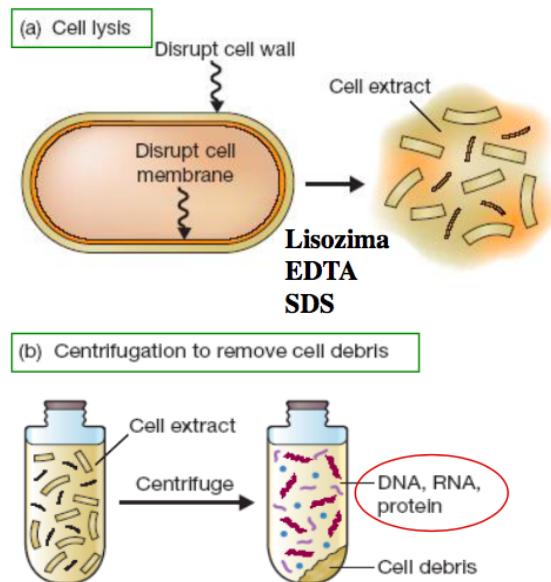 (a) Cell lysis
Disrupt cell wall
Cell extract
Disrupt cell
membrane
Lisozima
EDTA
SDS
(b) Centrifugation to remove cell debris
Cell extract
Centrifuge
DNA, RNA,
protein
Cell debris